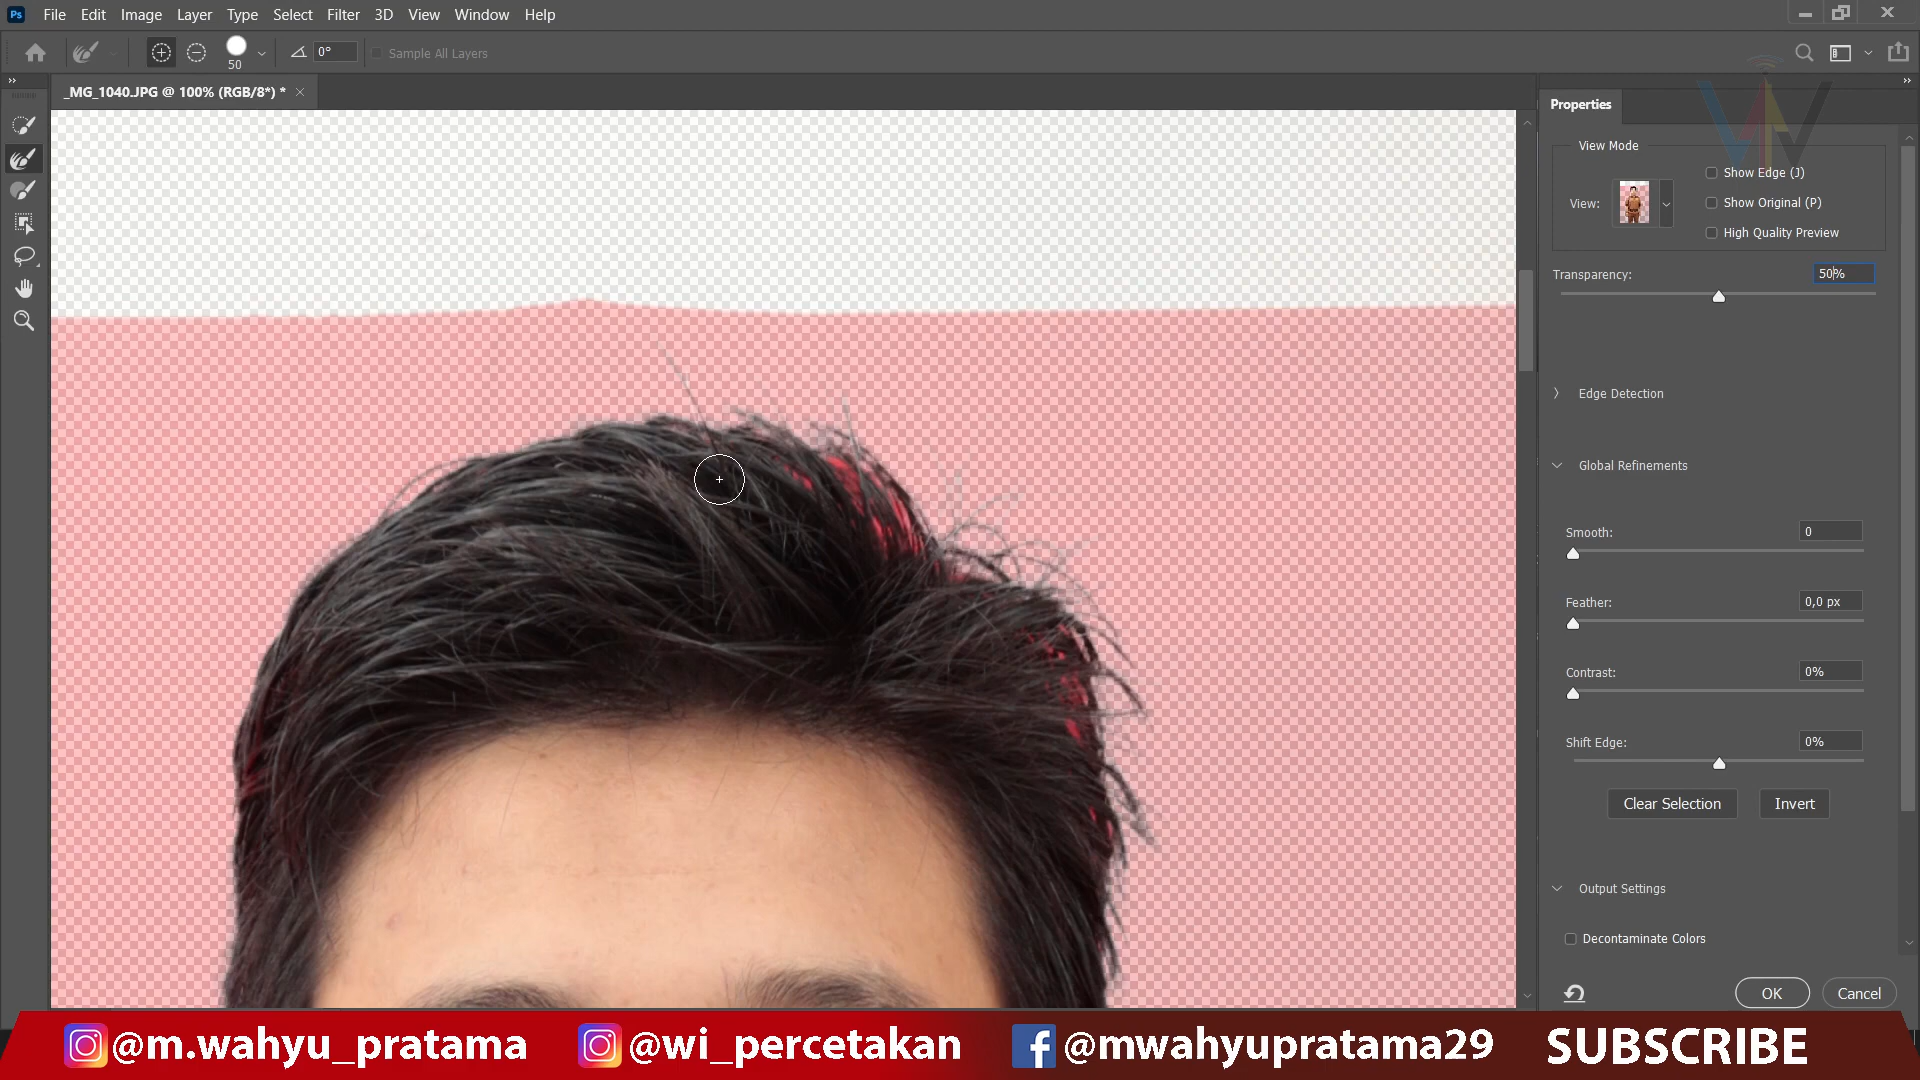 Ps File Edit Image Layer Type Select Filter 3D View Window Help
50 0° Sample All Layers
_MG_1040.JPG @ 100% (RGB/8*) *
Properties
View Mode
View:
Show Edge (J)
Show Original (P)
High Quality Preview
Transparency: 50%
Edge Detection
Global Refinements
Smooth: 0
Feather: 0,0 px
Contrast: 0%
Shift Edge: 0%
Clear Selection Invert
Output Settings
Decontaminate Colors
OK Cancel
@m.wahyu_pratama @wi_percetakan @mwahyupratama29 SUBSCRIBE